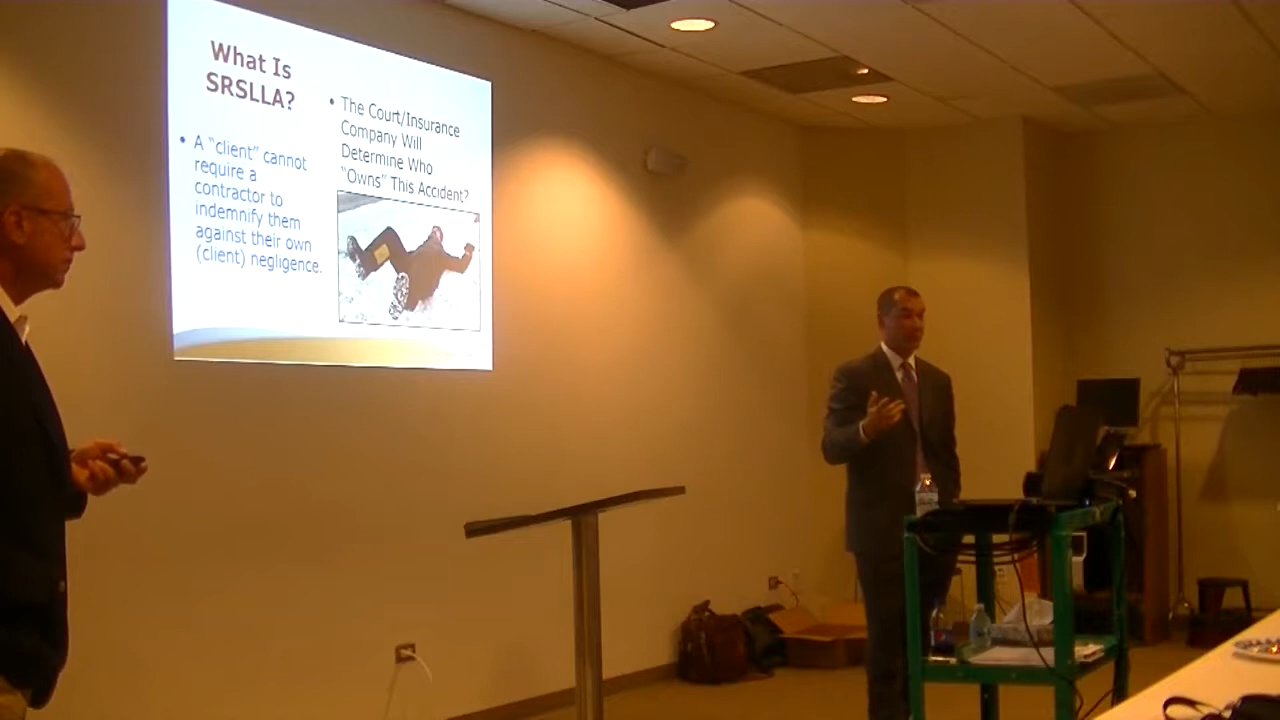 What Is
SRSLLA?
• A “client” cannot
require a
contractor to
indemnify them
against their own
(client) negligence.
• The Court/Insurance
Company Will
Determine Who
“Owns” This Accident?